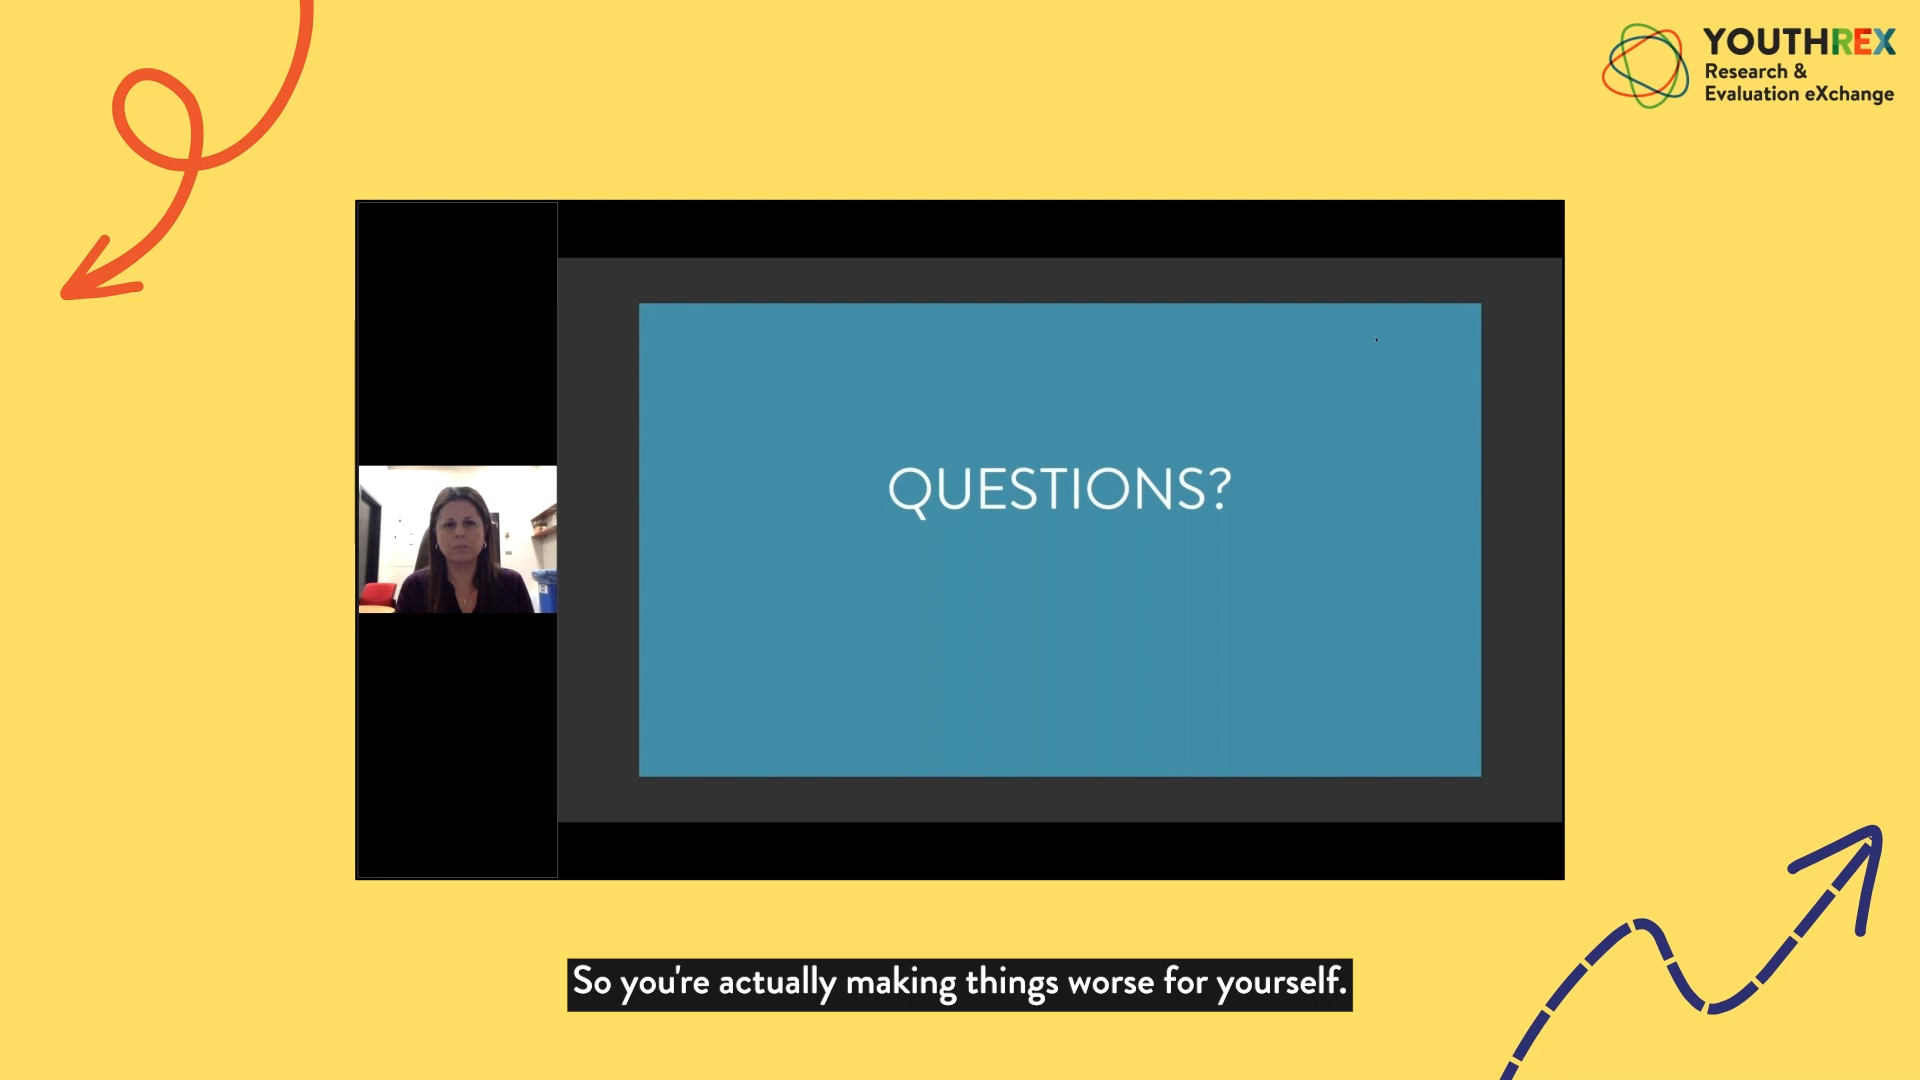 YOUTHREX
Research &
Evaluation eXchange
QUESTIONS?
So you're actually making things worse for yourself.